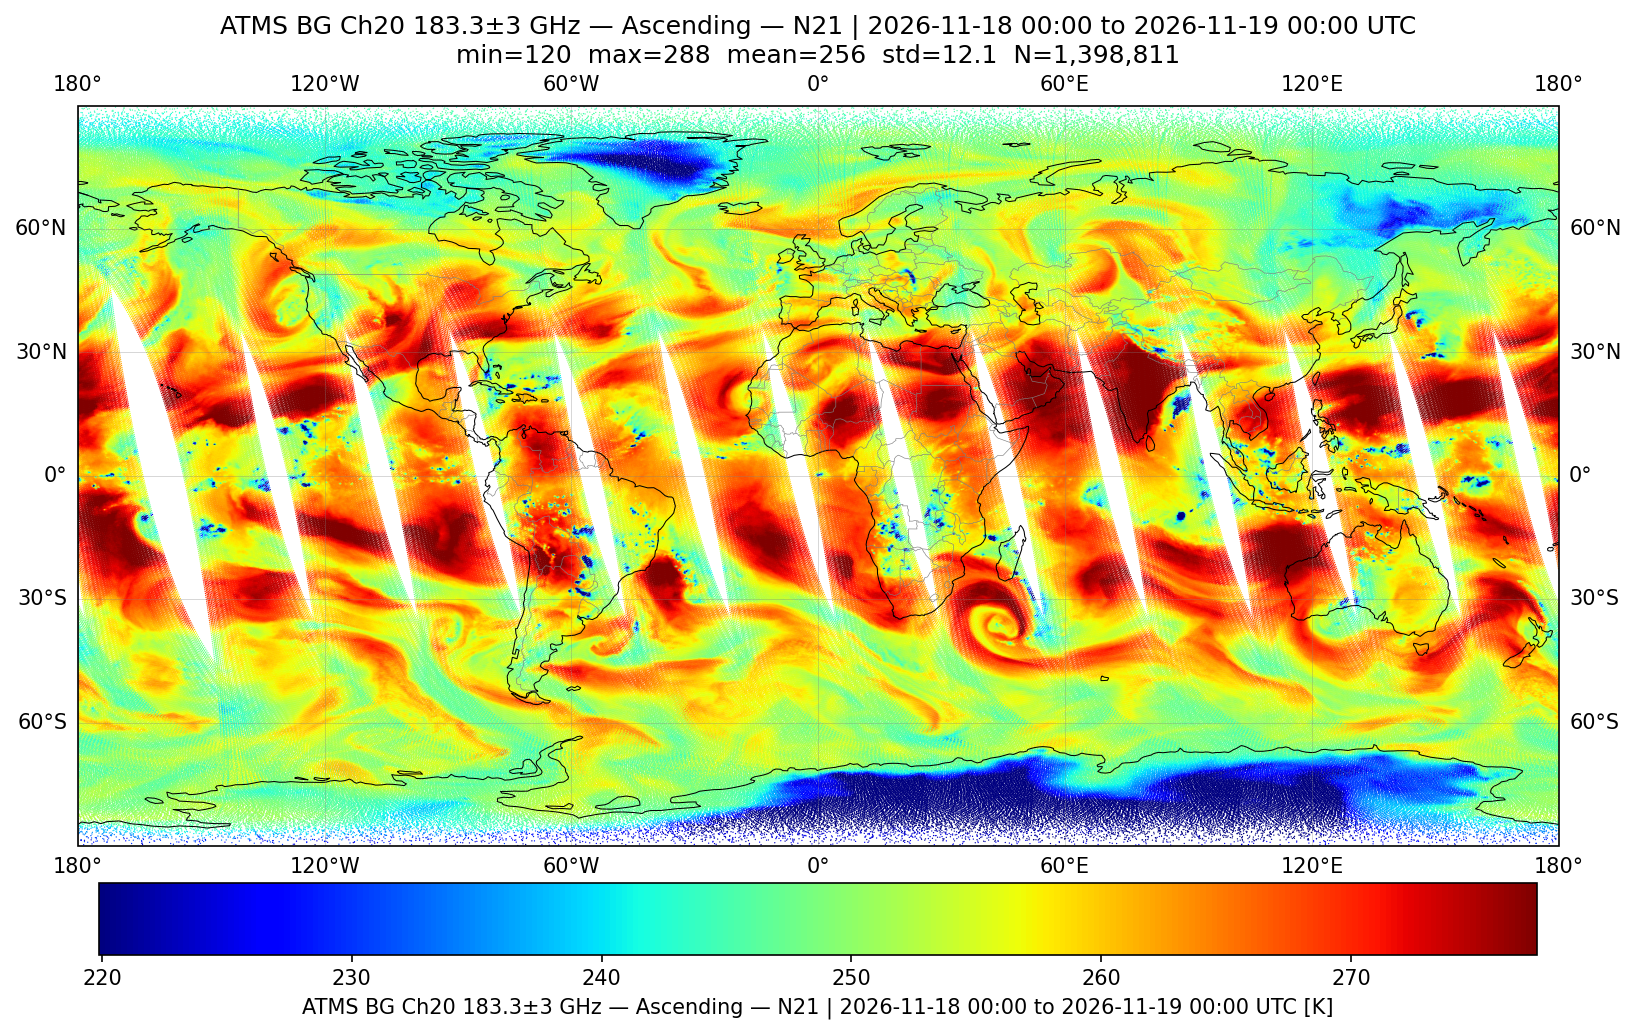 ATMS BG Ch20 183.3±3 GHz — Ascending — N21 | 2026-11-18 00:00 to 2026-11-19 00:00 UTC
min=120 max=288 mean=256 std=12.1 N=1,398,811
180° 120°W 60°W 0° 60°E 120°E 180°
60°N 60°N
30°N 30°N
0° 0°
30°S 30°S
60°S 60°S
180° 120°W 60°W 0° 60°E 120°E 180°
220 230 240 250 260 270
ATMS BG Ch20 183.3±3 GHz — Ascending — N21 | 2026-11-18 00:00 to 2026-11-19 00:00 UTC [K]